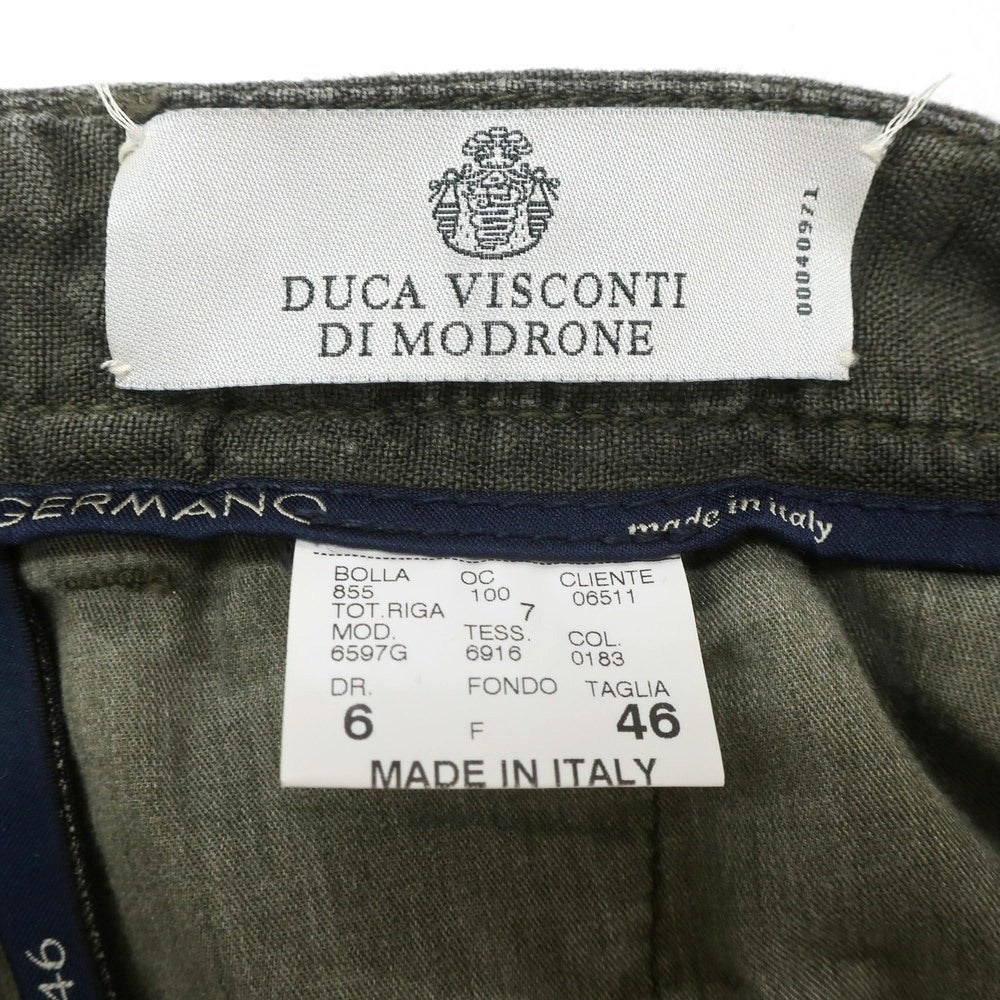 DUCA VISCONTI
DI MODRONE
00040971
GERMANO
made in italy
BOLLA OC CLIENTE
855 100 06511
TOT.RIGA 7
MOD. TESS. COL.
6597G 6916 0183
DR. FONDO TAGLIA
6 F 46
MADE IN ITALY
46